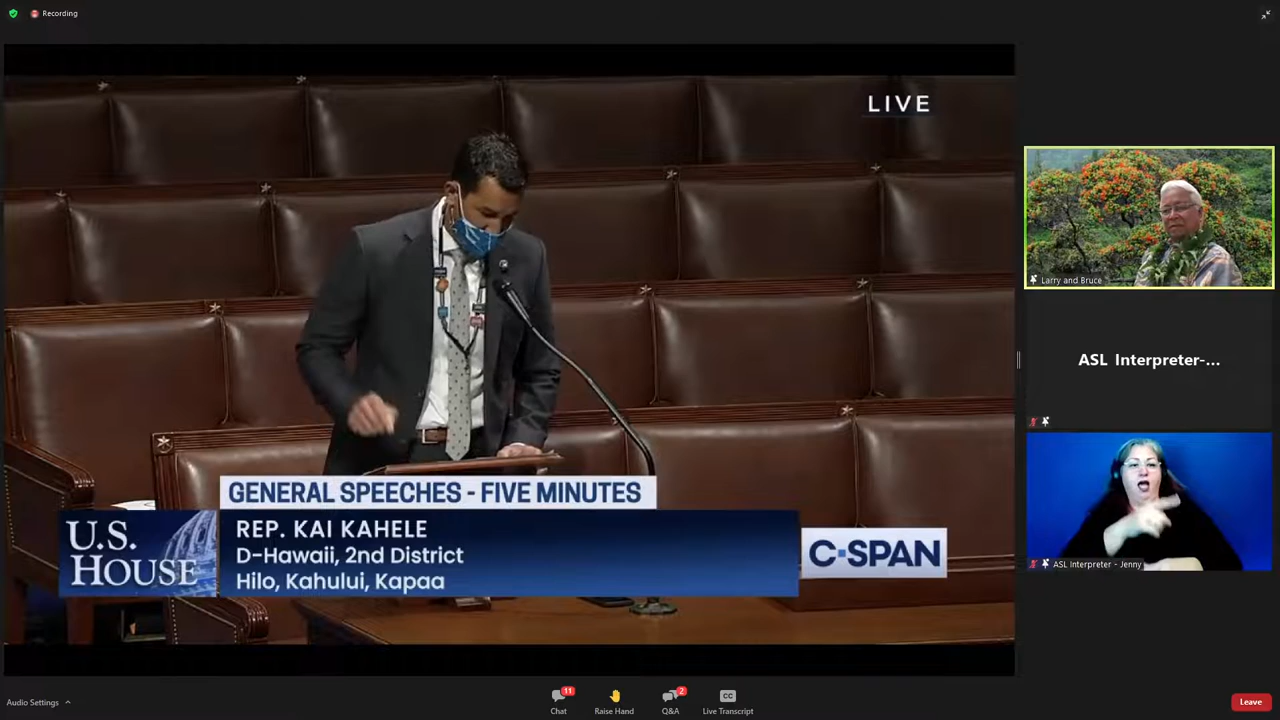 Recording
LIVE
GENERAL SPEECHES - FIVE MINUTES
U.S.
HOUSE
REP. KAI KAHELE
D-Hawaii, 2nd District
Hilo, Kahului, Kapaa
C-SPAN
Larry and Bruce
ASL Interpreter-...
ASL Interpreter - Jenny
Audio Settings
11
Chat
Raise Hand
2
Q&A
CC
Live Transcript
Leave